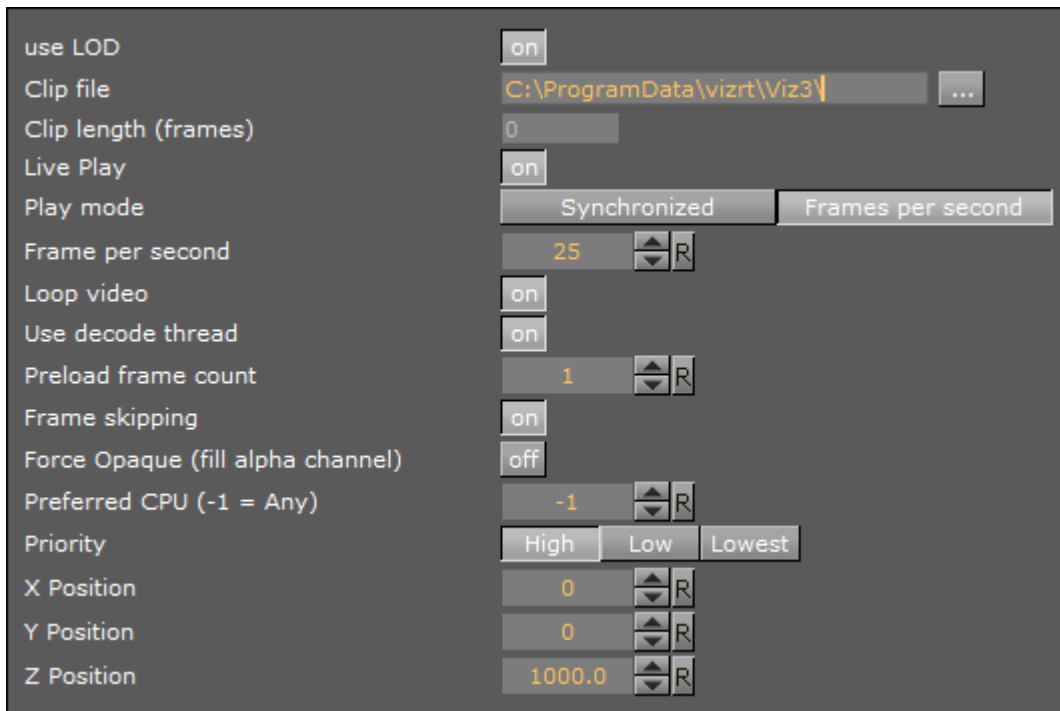 use LOD on
Clip file C:\ProgramData\vizrt\Viz3\ ...
Clip length (frames) 0
Live Play on
Play mode Synchronized Frames per second
Frame per second 25 R
Loop video on
Use decode thread on
Preload frame count 1 R
Frame skipping on
Force Opaque (fill alpha channel) off
Preferred CPU (-1 = Any) -1 R
Priority High Low Lowest
X Position 0 R
Y Position 0 R
Z Position 1000.0 R